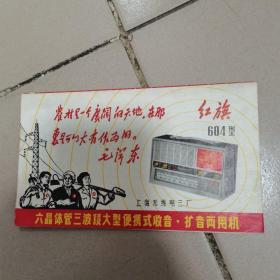 农村是一个广阔的天地，在那
里是可以大有作为的。
毛泽东
红旗
604型
上海无线电三厂
六晶体管三波段大型便携式收音·扩音两用机